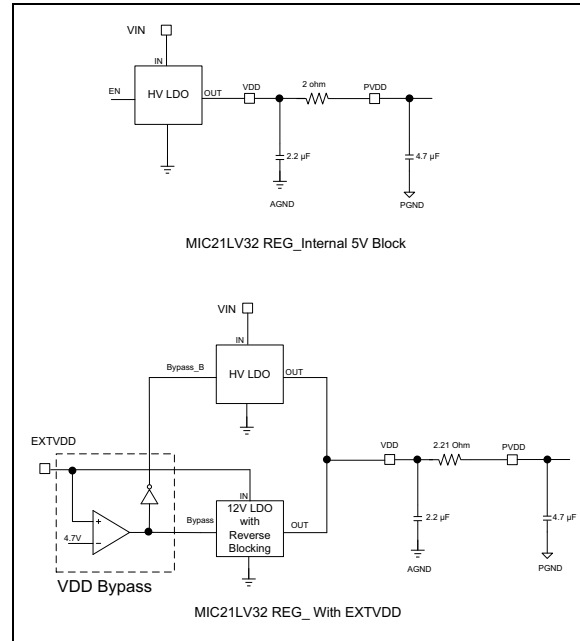 VIN
IN
EN
HV LDO
OUT
VDD
2 ohm
PVDD
2.2 µF
4.7 µF
AGND
PGND
MIC21LV32 REG_Internal 5V Block
VIN
IN
Bypass_B
HV LDO
OUT
EXTVDD
VDD
2.21 Ohm
PVDD
IN
12V LDO
with
Reverse
Blocking
+
4.7V
−
Bypass
OUT
2.2 µF
4.7 µF
AGND
PGND
VDD Bypass
MIC21LV32 REG_ With EXTVDD